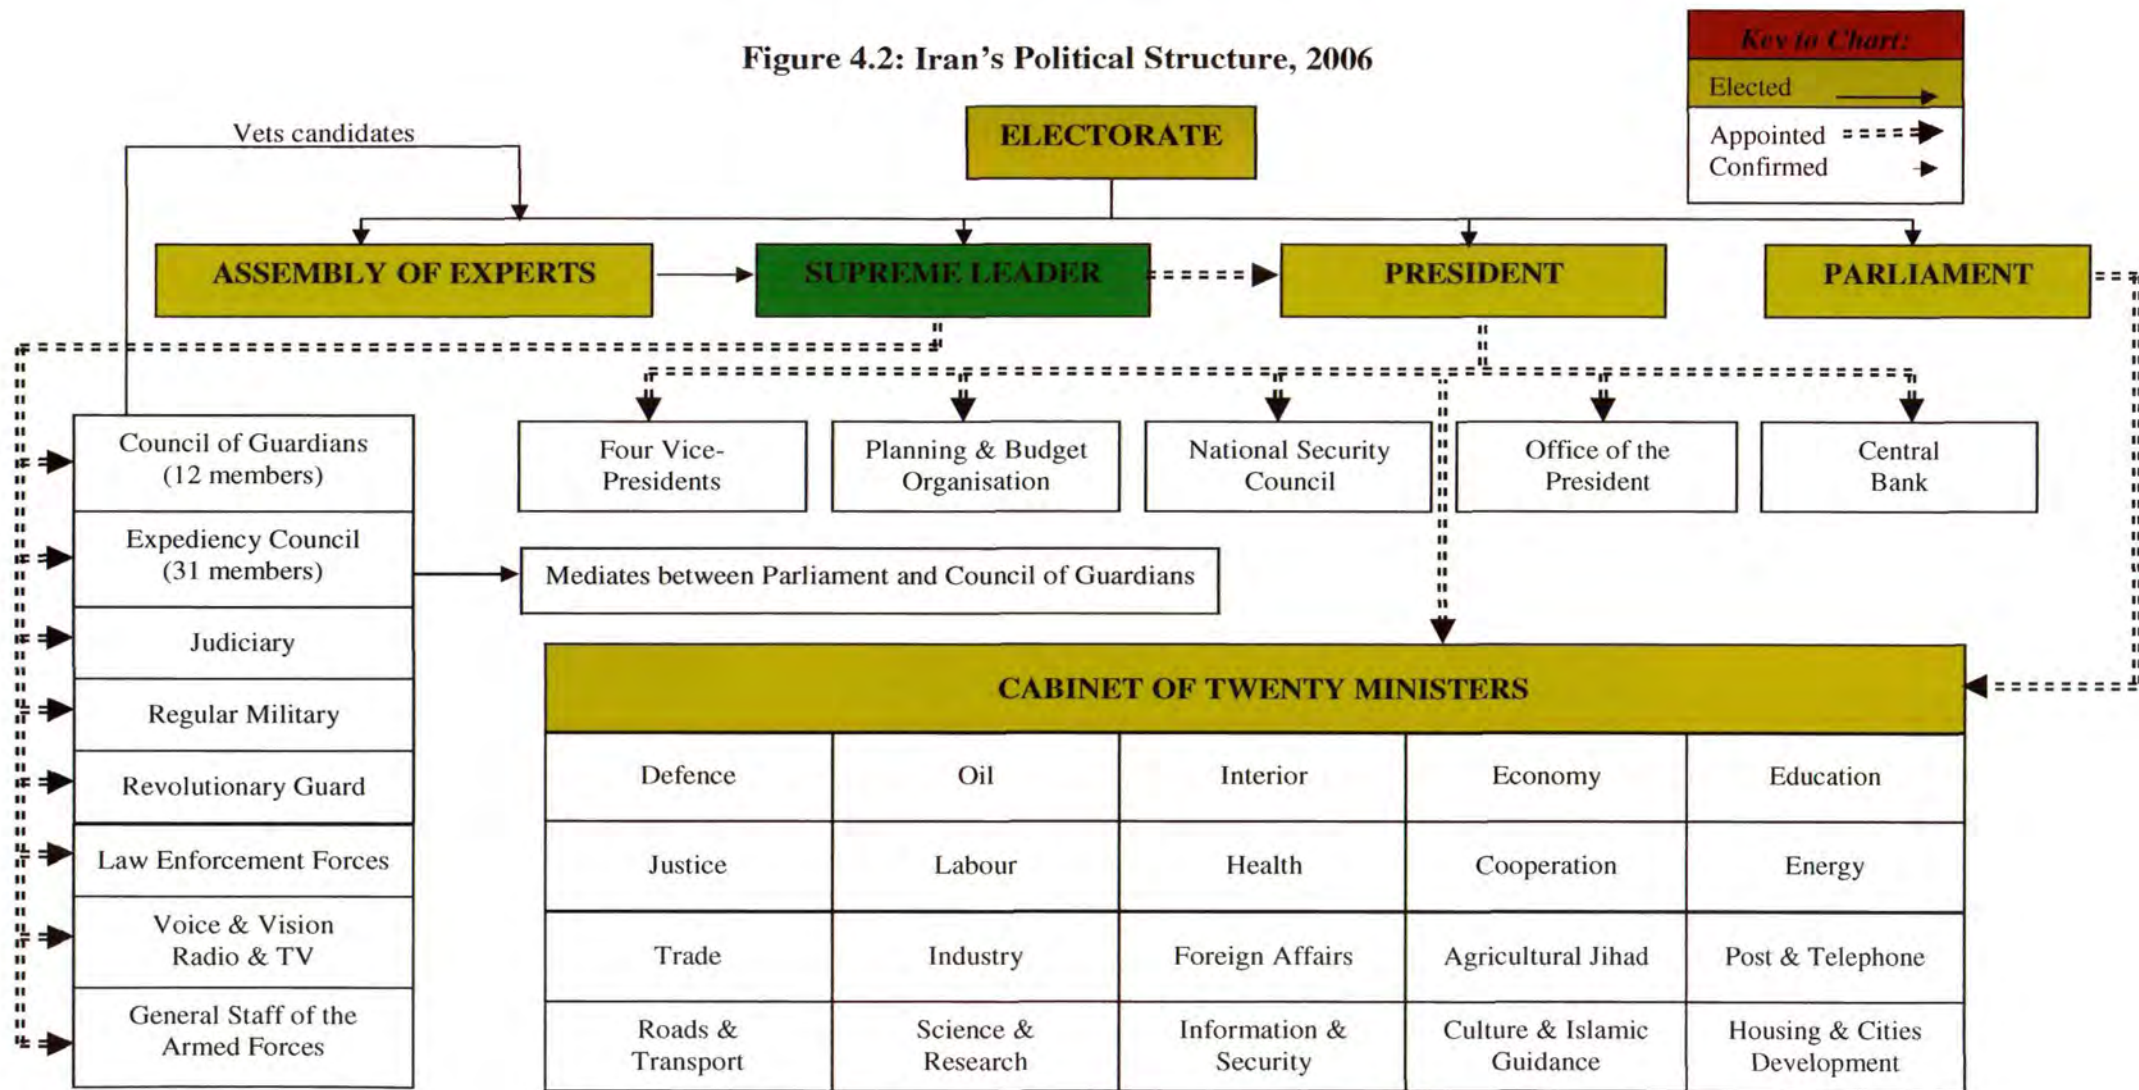 Figure 4.2: Iran's Political Structure, 2006
Key to Chart:
Elected
Appointed
Confirmed
Vets candidates
ELECTORATE
ASSEMBLY OF EXPERTS
SUPREME LEADER
PRESIDENT
PARLIAMENT
Council of Guardians
(12 members)
Expediency Council
(31 members)
Judiciary
Regular Military
Revolutionary Guard
Law Enforcement Forces
Voice & Vision
Radio & TV
General Staff of the
Armed Forces
Four Vice-
Presidents
Planning & Budget
Organisation
National Security
Council
Office of the
President
Central
Bank
Mediates between Parliament and Council of Guardians
CABINET OF TWENTY MINISTERS
Defence
Oil
Interior
Economy
Education
Justice
Labour
Health
Cooperation
Energy
Trade
Industry
Foreign Affairs
Agricultural Jihad
Post & Telephone
Roads &
Transport
Science &
Research
Information &
Security
Culture & Islamic
Guidance
Housing & Cities
Development